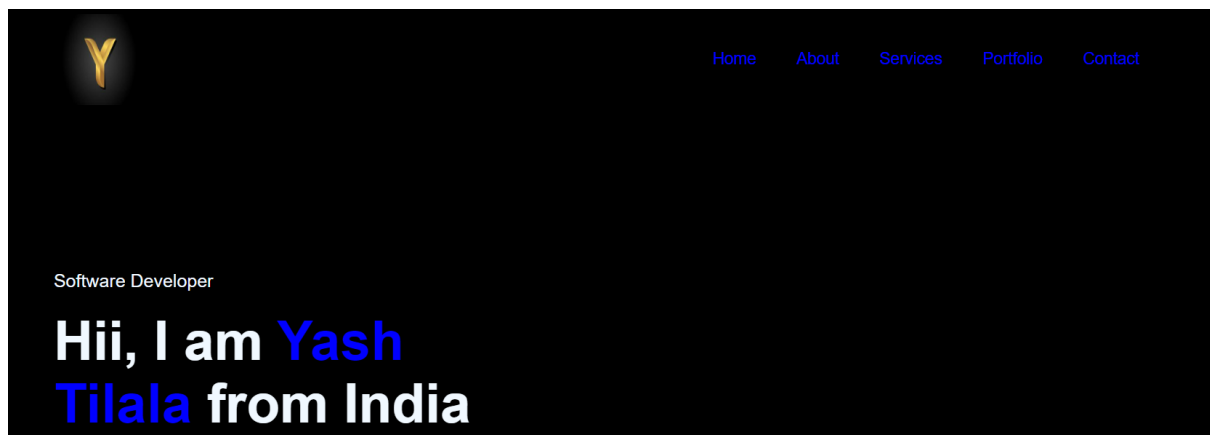 Y
Home About Services Portfolio Contact
Software Developer
Hii, I am Yash
Tilala from India